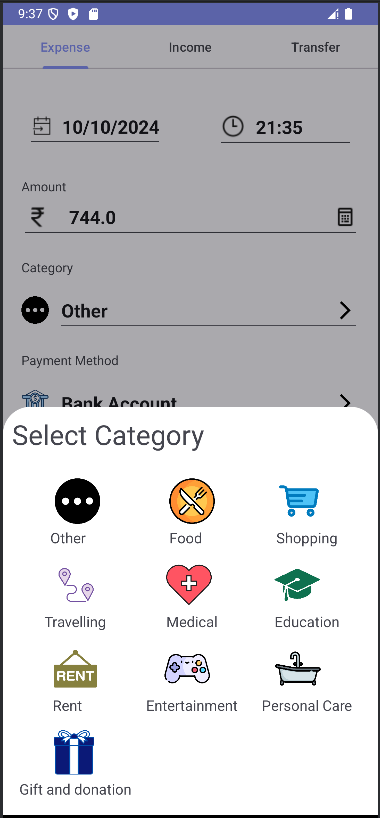 9:37
Expense Income Transfer
10/10/2024 21:35
Amount
₹ 744.0
Category
Other
Payment Method
Bank Account
Select Category
Other Food Shopping
Travelling Medical Education
RENT
Rent Entertainment Personal Care
Gift and donation